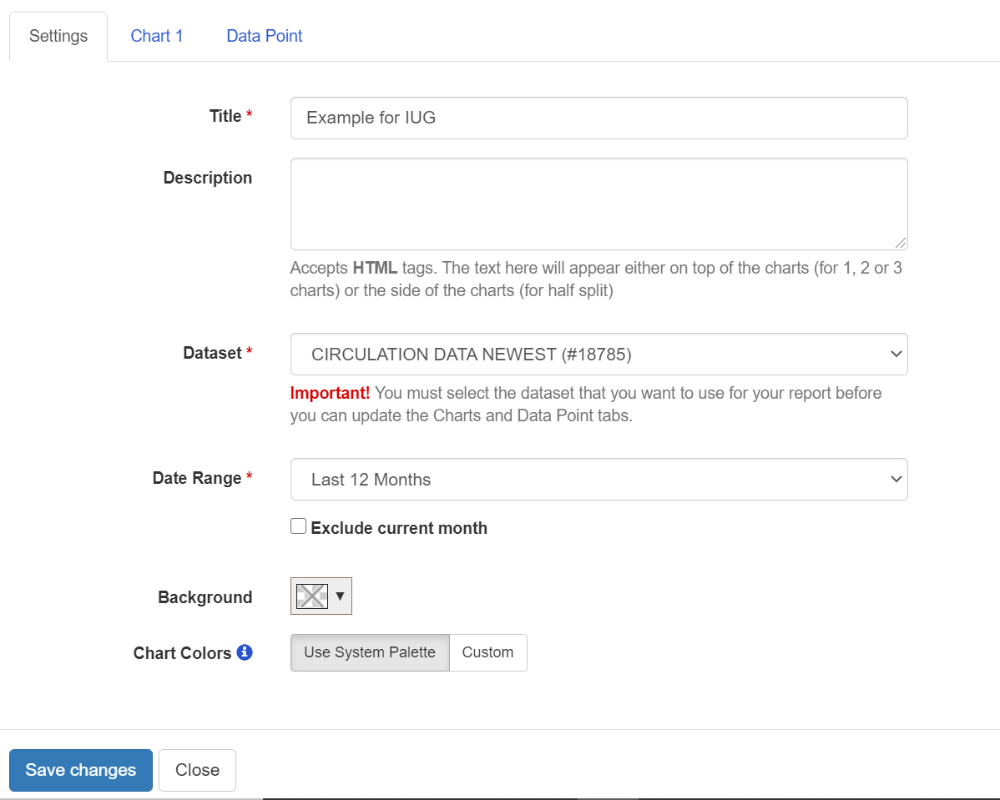 Settings Chart 1 Data Point
Title *
Example for IUG
Description
Accepts HTML tags. The text here will appear either on top of the charts (for 1, 2 or 3
charts) or the side of the charts (for half split)
Dataset *
CIRCULATION DATA NEWEST (#18785)
Important! You must select the dataset that you want to use for your report before
you can update the Charts and Data Point tabs.
Date Range *
Last 12 Months
Exclude current month
Background
Chart Colors
Use System Palette Custom
Save changes Close